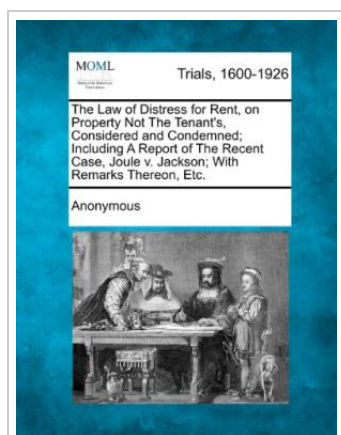 MOML
Trials, 1600-1926
The Law of Distress for Rent, on
Property Not The Tenant's,
Considered and Condemned;
Including A Report of The Recent
Case, Joule v. Jackson; With
Remarks Thereon, Etc.
Anonymous